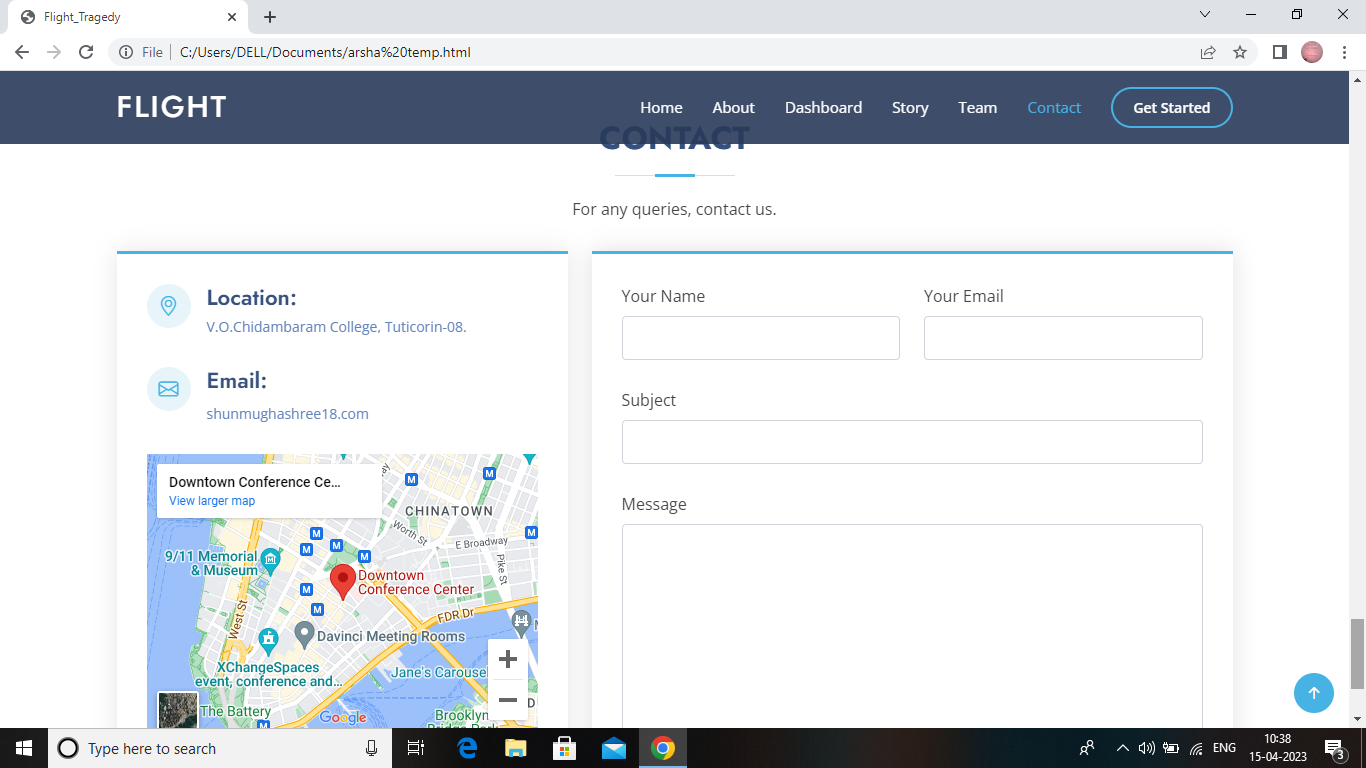 Flight_Tragedy
File
C:/Users/DELL/Documents/arsha%20temp.html
FLIGHT
Home
About
Dashboard
Story
Team
Contact
Get Started
CONTACT
For any queries, contact us.
Location:
V.O.Chidambaram College, Tuticorin-08.
Email:
shunmughashree18.com
Downtown Conference Ce...
View larger map
CHINATOWN
Worth St
E Broadway
Pike St
9/11 Memorial
& Museum
Downtown
Conference Center
West St
FDR Dr
Davinci Meeting Rooms
XChangeSpaces
event, conference and...
Jane's Carousel
The Battery
Google
Brooklyn
Your Name
Your Email
Subject
Message
Type here to search
ENG
10:38
15-04-2023
3